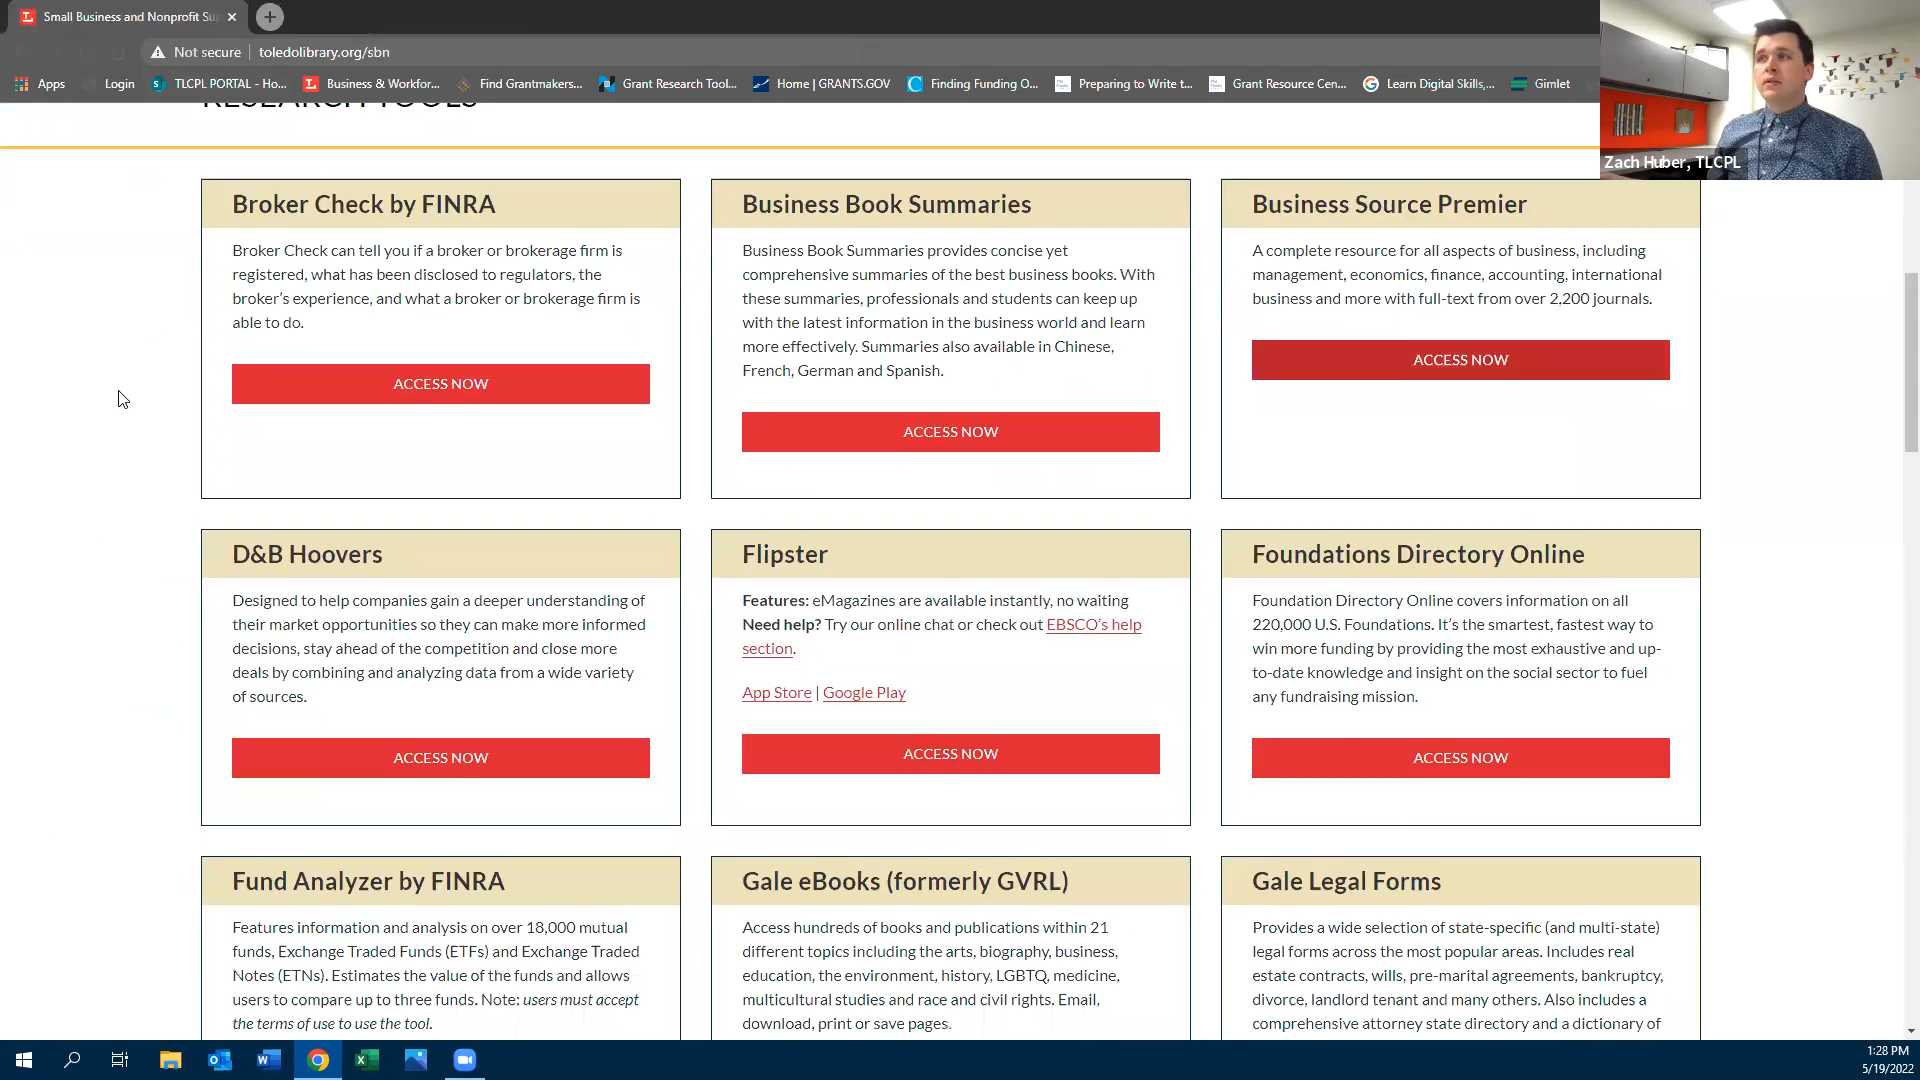 Small Business and Nonprofit Su
Not secure
toledolibrary.org/sbn
Apps
Login
TLCPL PORTAL - Ho...
Business & Workfor...
Find Grantmakers...
Grant Research Tool...
Home | GRANTS.GOV
Finding Funding O...
Preparing to Write t...
Grant Resource Cen...
Learn Digital Skills,...
Gimlet
Zach Huber, TLCPL
RESEARCH TOOLS
Broker Check by FINRA
Broker Check can tell you if a broker or brokerage firm is
registered, what has been disclosed to regulators, the
broker's experience, and what a broker or brokerage firm is
able to do.
ACCESS NOW
Business Book Summaries
Business Book Summaries provides concise yet
comprehensive summaries of the best business books. With
these summaries, professionals and students can keep up
with the latest information in the business world and learn
more effectively. Summaries also available in Chinese,
French, German and Spanish.
ACCESS NOW
Business Source Premier
A complete resource for all aspects of business, including
management, economics, finance, accounting, international
business and more with full-text from over 2,200 journals.
ACCESS NOW
D&B Hoovers
Designed to help companies gain a deeper understanding of
their market opportunities so they can make more informed
decisions, stay ahead of the competition and close more
deals by combining and analyzing data from a wide variety
of sources.
ACCESS NOW
Flipster
Features: eMagazines are available instantly, no waiting
Need help? Try our online chat or check out EBSCO's help
section.
App Store | Google Play
ACCESS NOW
Foundations Directory Online
Foundation Directory Online covers information on all
220,000 U.S. Foundations. It's the smartest, fastest way to
win more funding by providing the most exhaustive and up-
to-date knowledge and insight on the social sector to fuel
any fundraising mission.
ACCESS NOW
Fund Analyzer by FINRA
Features information and analysis on over 18,000 mutual
funds, Exchange Traded Funds (ETFs) and Exchange Traded
Notes (ETNs). Estimates the value of the funds and allows
users to compare up to three funds. Note: users must accept
the terms of use to use the tool.
Gale eBooks (formerly GVRL)
Access hundreds of books and publications within 21
different topics including the arts, biography, business,
education, the environment, history, LGBTQ, medicine,
multicultural studies and race and civil rights. Email,
download, print or save pages.
Gale Legal Forms
Provides a wide selection of state-specific (and multi-state)
legal forms across the most popular areas. Includes real
estate contracts, wills, pre-marital agreements, bankruptcy,
divorce, landlord tenant and many others. Also includes a
comprehensive attorney state directory and a dictionary of
1:28 PM
5/19/2022